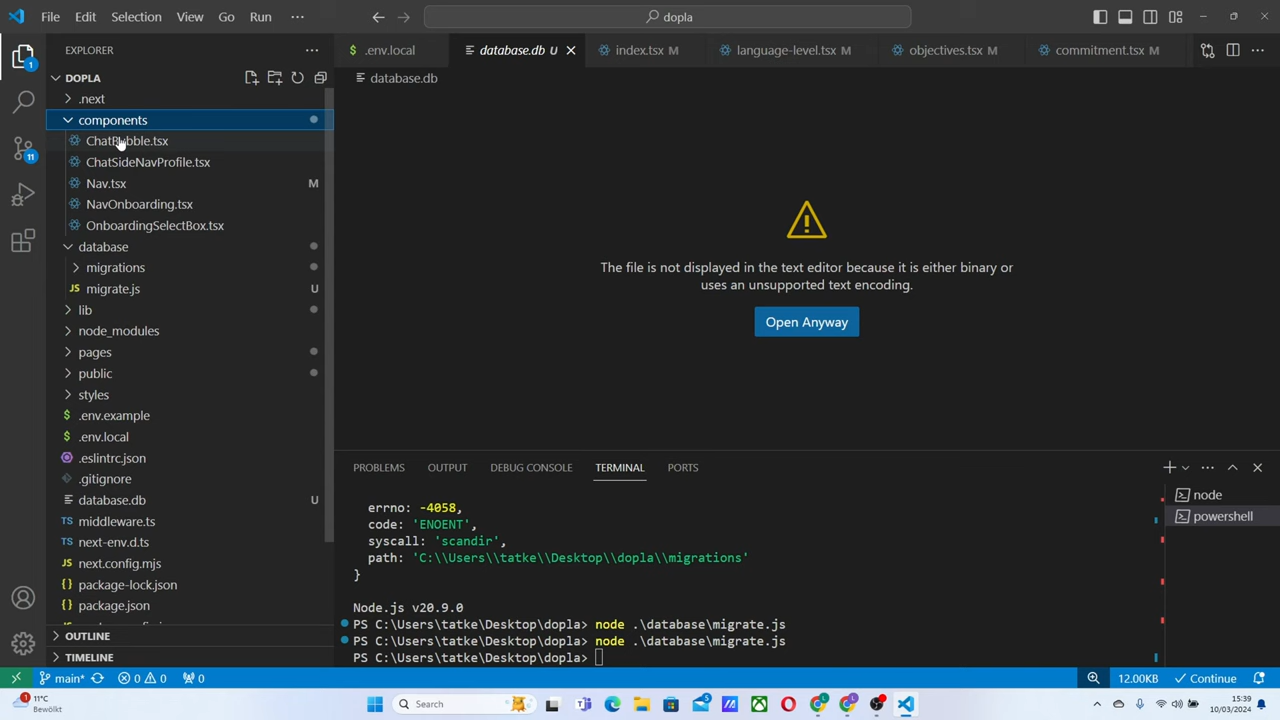 File Edit Selection View Go Run ···
dopla
EXPLORER
DOPLA
.next
components
ChatBubble.tsx
ChatSideNavProfile.tsx
Nav.tsx M
NavOnboarding.tsx
OnboardingSelectBox.tsx
database
migrations
JS migrate.js U
lib
node_modules
pages
public
styles
$ .env.example
$ .env.local
.eslintrc.json
.gitignore
database.db U
TS middleware.ts
TS next-env.d.ts
JS next.config.mjs
{} package-lock.json
{} package.json
OUTLINE
TIMELINE
1
11
$ .env.local
database.db U
index.tsx M
language-level.tsx M
objectives.tsx M
commitment.tsx M
database.db
The file is not displayed in the text editor because it is either binary or
uses an unsupported text encoding.
Open Anyway
PROBLEMS OUTPUT DEBUG CONSOLE TERMINAL PORTS
errno: -4058,
code: 'ENOENT',
syscall: 'scandir',
path: 'C:\\Users\\tatke\\Desktop\\dopla\\migrations'
}
Node.js v20.9.0
PS C:\Users\tatke\Desktop\dopla> node .\database\migrate.js
PS C:\Users\tatke\Desktop\dopla> node .\database\migrate.js
PS C:\Users\tatke\Desktop\dopla>
node
powershell
main* 0 0 0 12.00KB Continue
1
11°C
Bewölkt
Search
15:39
10/03/2024